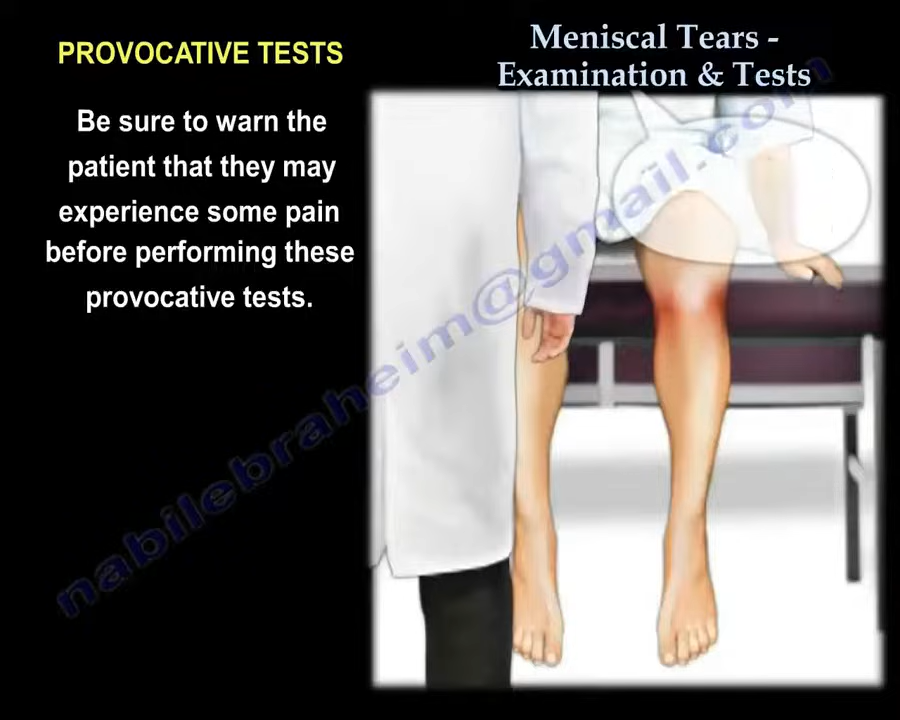 PROVOCATIVE TESTS
Be sure to warn the
patient that they may
experience some pain
before performing these
provocative tests.
Meniscal Tears -
Examination & Tests
nabilebraheim@gmail.com